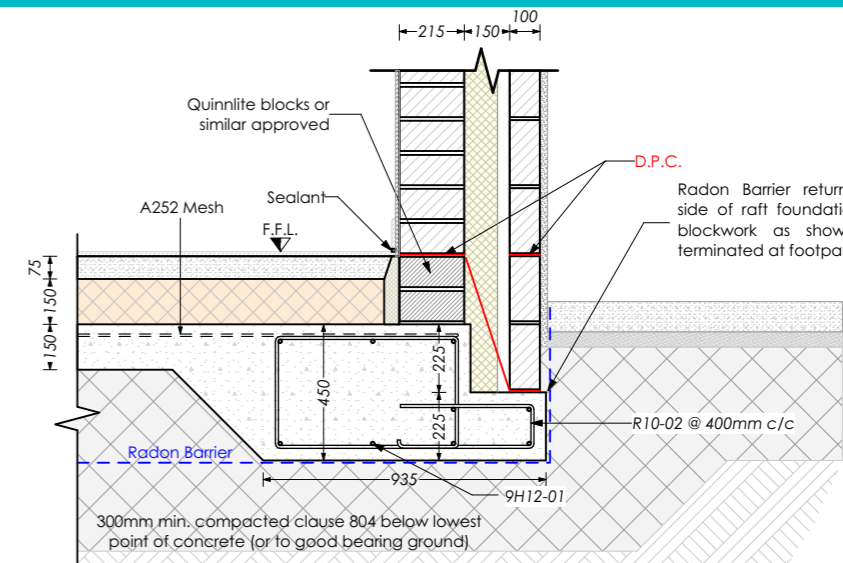 215
150
100
Quinnlite blocks or
similar approved
D.P.C.
Sealant
A252 Mesh
F.F.L.
Radon Barrier return
side of raft foundatio
blockwork as show
terminated at footpa
75
150
150
450
225
225
R10-02 @ 400mm c/c
Radon Barrier
935
9H12-01
300mm min. compacted clause 804 below lowest
point of concrete (or to good bearing ground)